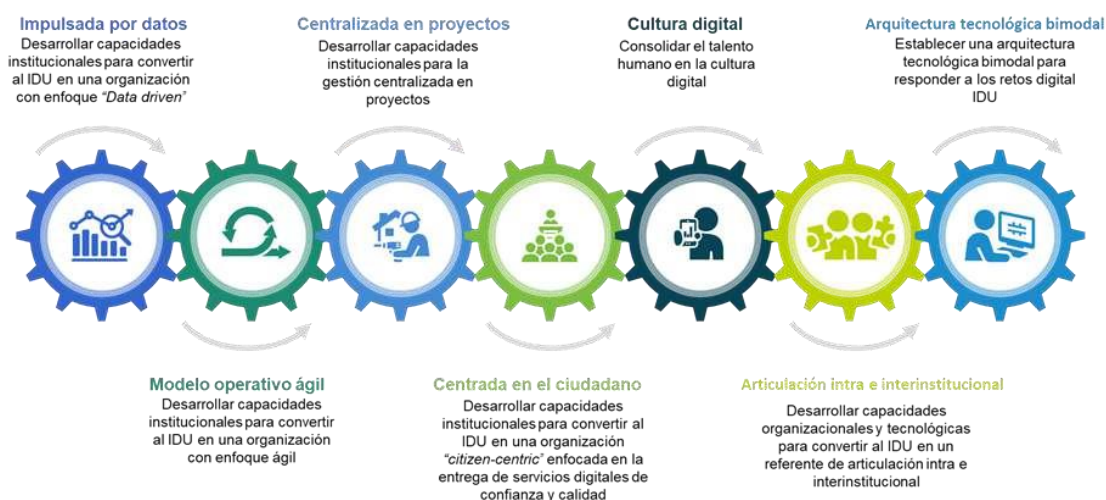 Impulsada por datos
Desarrollar capacidades
institucionales para convertir
al IDU en una organización
con enfoque “Data driven”
Centralizada en proyectos
Desarrollar capacidades
institucionales para la
gestión centralizada en
proyectos
Cultura digital
Consolidar el talento
humano en la cultura
digital
Arquitectura tecnológica bimodal
Establecer una arquitectura
tecnológica bimodal para
responder a los retos digital
IDU
Modelo operativo ágil
Desarrollar capacidades
institucionales para convertir
al IDU en una organización
con enfoque ágil
Centrada en el ciudadano
Desarrollar capacidades
institucionales para convertir al
IDU en una organización
“citizen-centric” enfocada en la
entrega de servicios digitales de
confianza y calidad
Articulación intra e interinstitucional
Desarrollar capacidades
organizacionales y tecnológicas
para convertir al IDU en un
referente de articulación intra e
interinstitucional